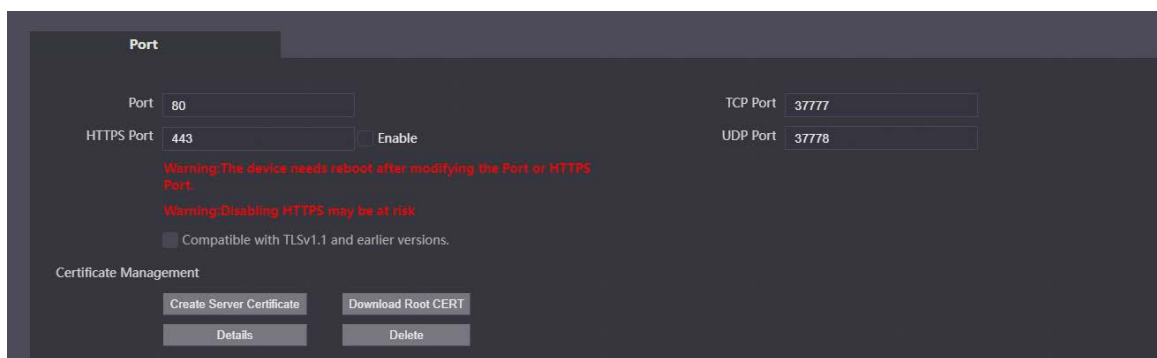 Port
Port 80 TCP Port 37777
HTTPS Port 443 Enable UDP Port 37778
Warning:The device needs reboot after modifying the Port or HTTPS
Port.
Warning:Disabling HTTPS may be at risk
Compatible with TLSv1.1 and earlier versions.
Certificate Management
Create Server Certificate Download Root CERT
Details Delete